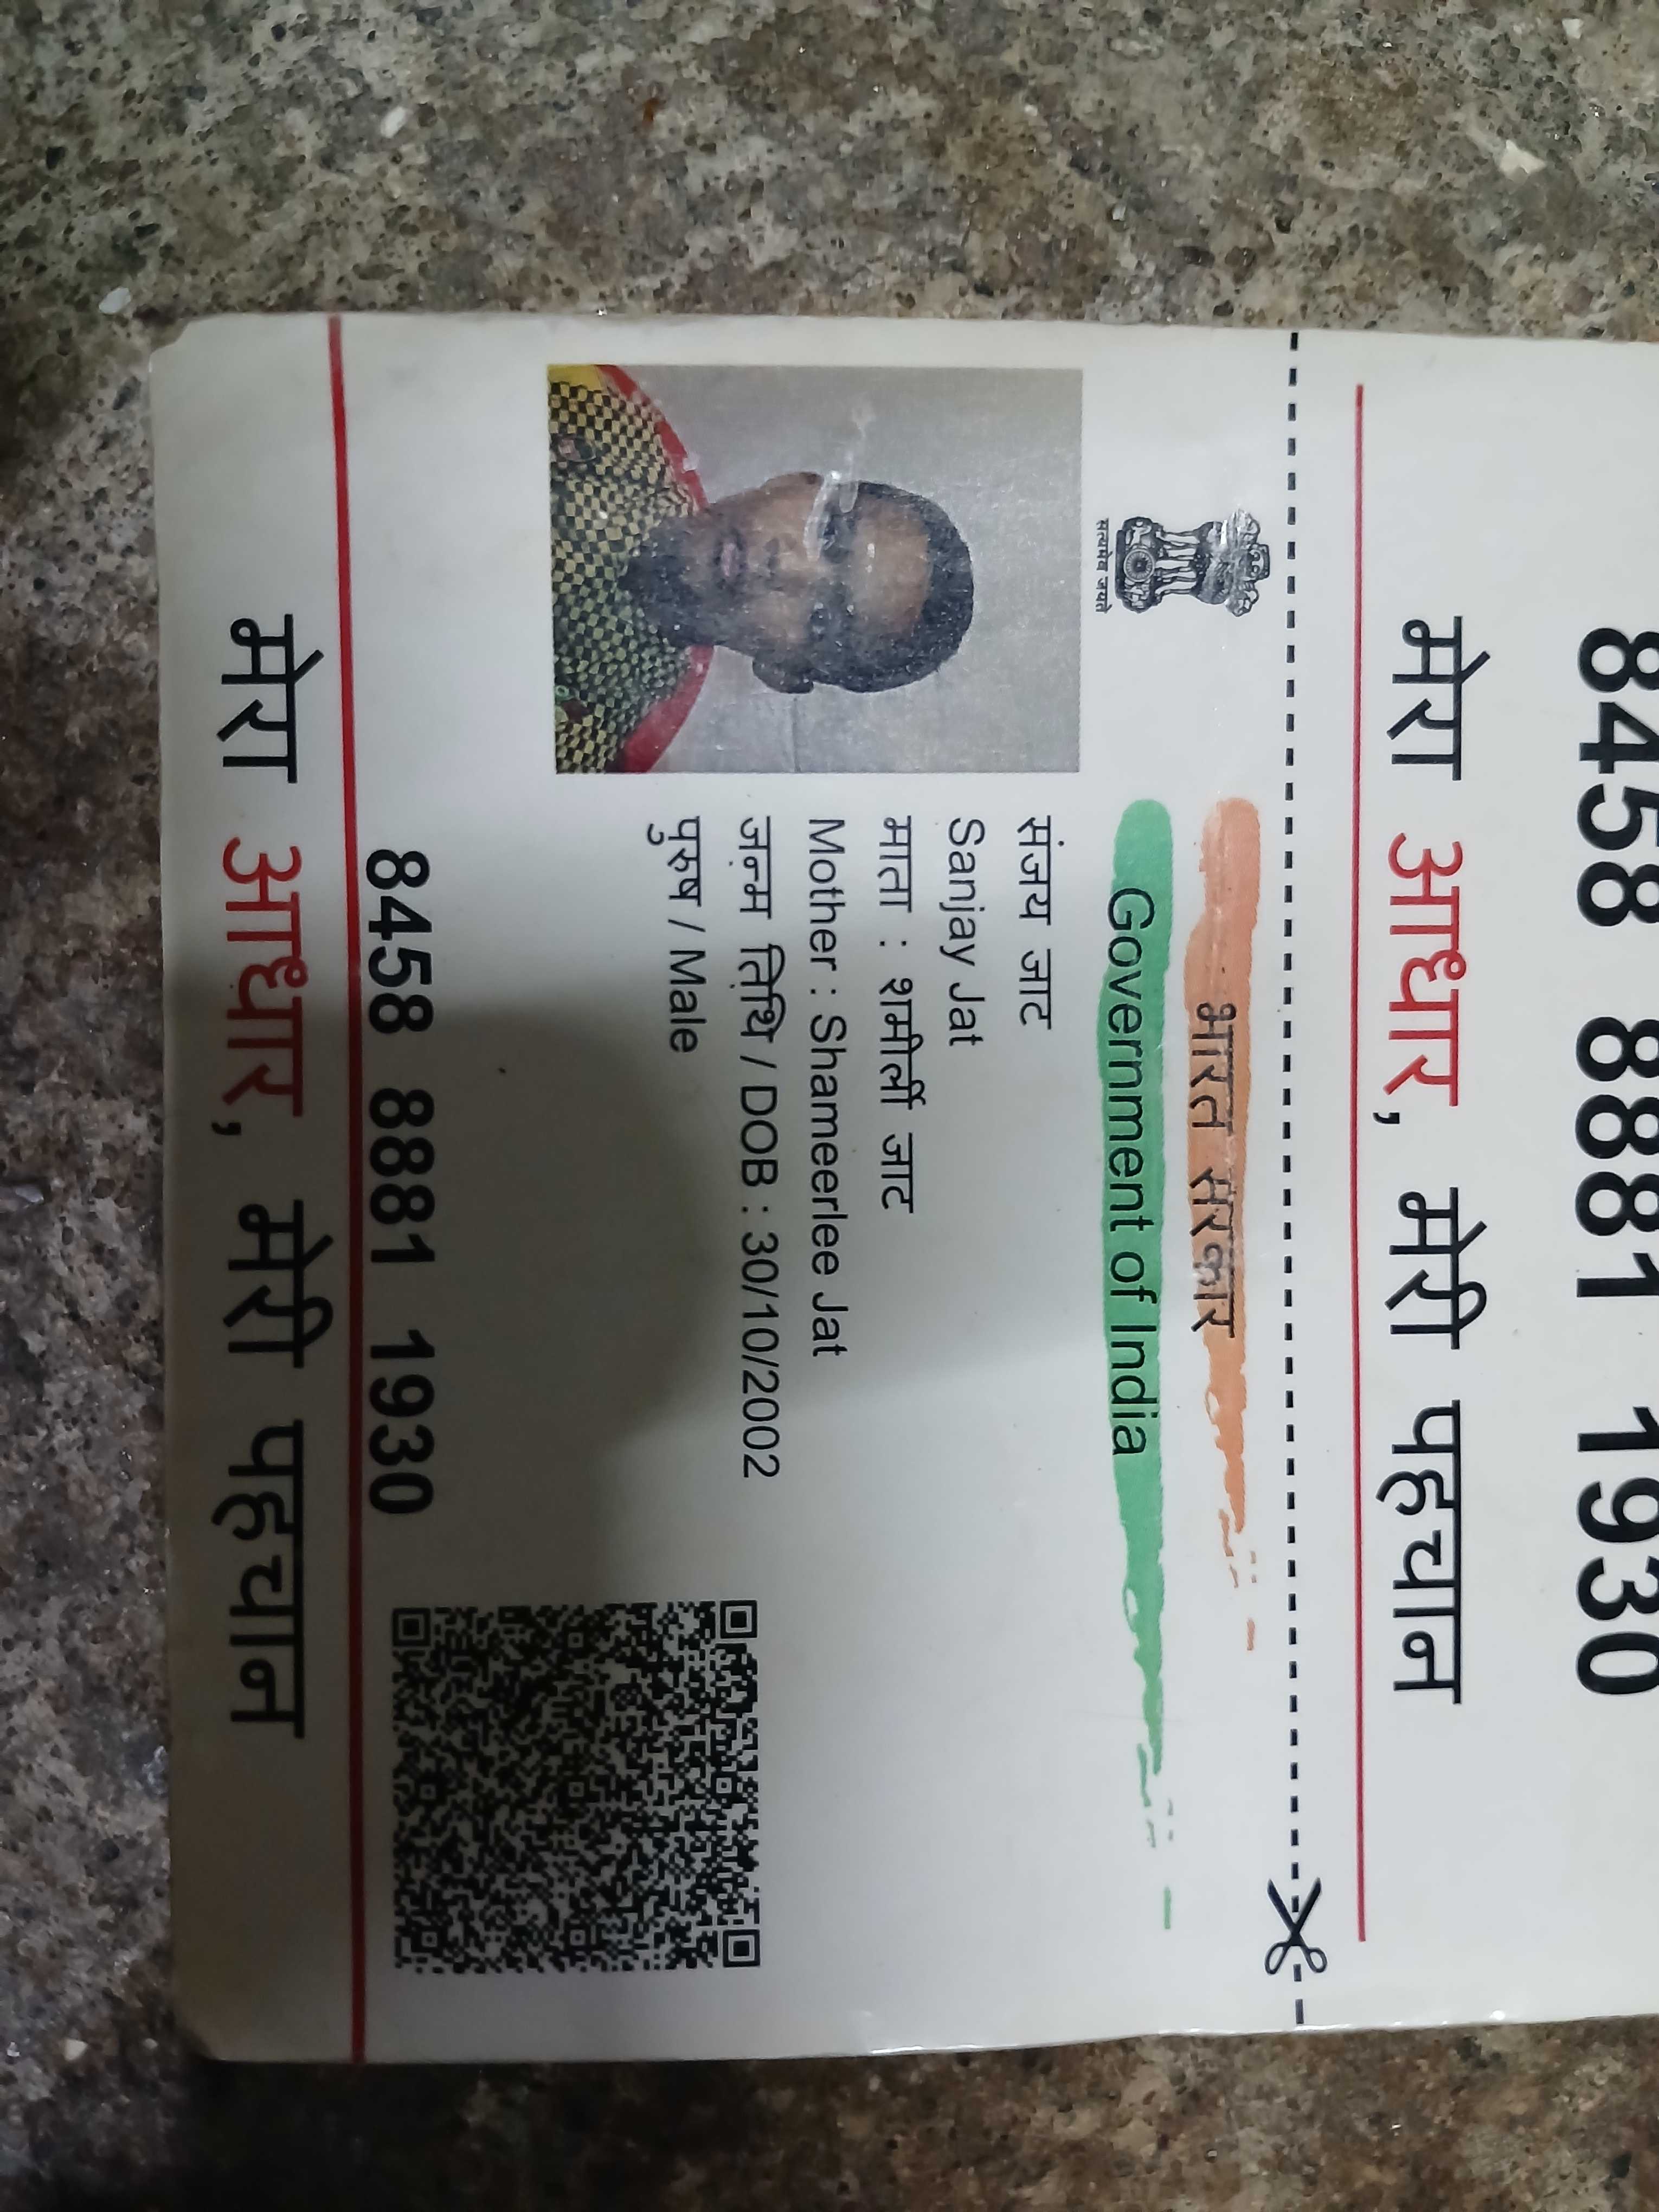 8458 8881 1930
मेरा आधार, मेरी पहचान
सत्यमेव जयते
भारत सरकार
Government of India
संजय जाट
Sanjay Jat
माता : शमीर्ली जाट
Mother : Shameerlee Jat
जन्म तिथि / DOB : 30/10/2002
पुरुष / Male
8458 8881 1930
मेरा आधार, मेरी पहचान